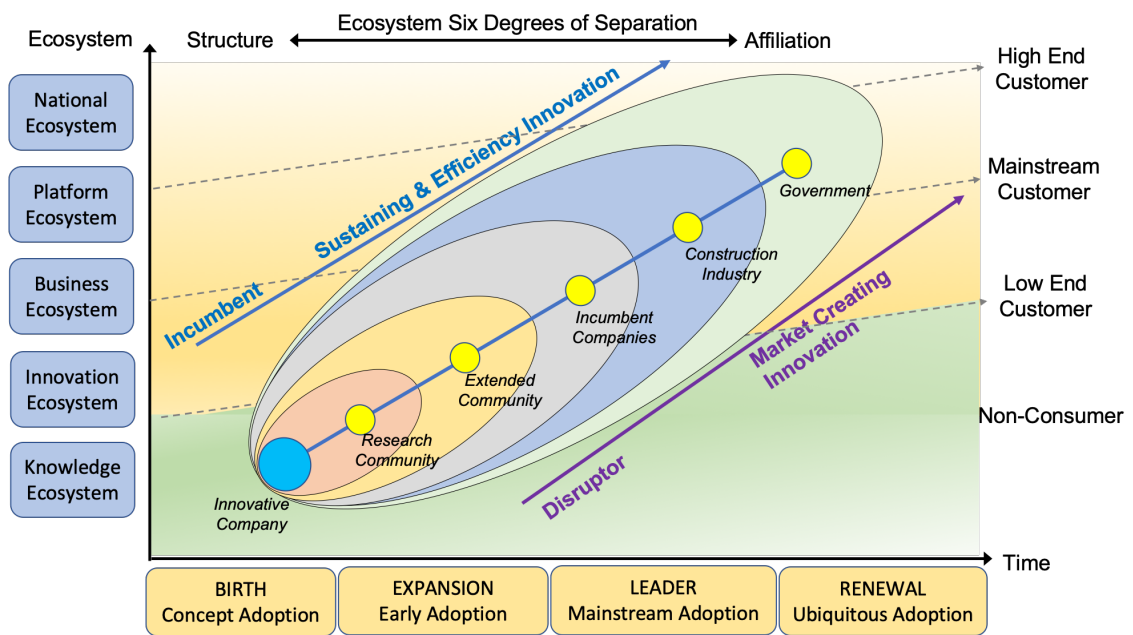 Ecosystem Six Degrees of Separation
Ecosystem
Structure
Affiliation
High End
Customer
National
Ecosystem
Sustaining & Efficiency Innovation
Incumbent
Government
Mainstream
Customer
Platform
Ecosystem
Construction
Industry
Business
Ecosystem
Low End
Customer
Incumbent
Companies
Market Creating
Innovation
Disruptor
Innovation
Ecosystem
Extended
Community
Non-Consumer
Research
Community
Knowledge
Ecosystem
Innovative
Company
Time
BIRTH
Concept Adoption
EXPANSION
Early Adoption
LEADER
Mainstream Adoption
RENEWAL
Ubiquitous Adoption